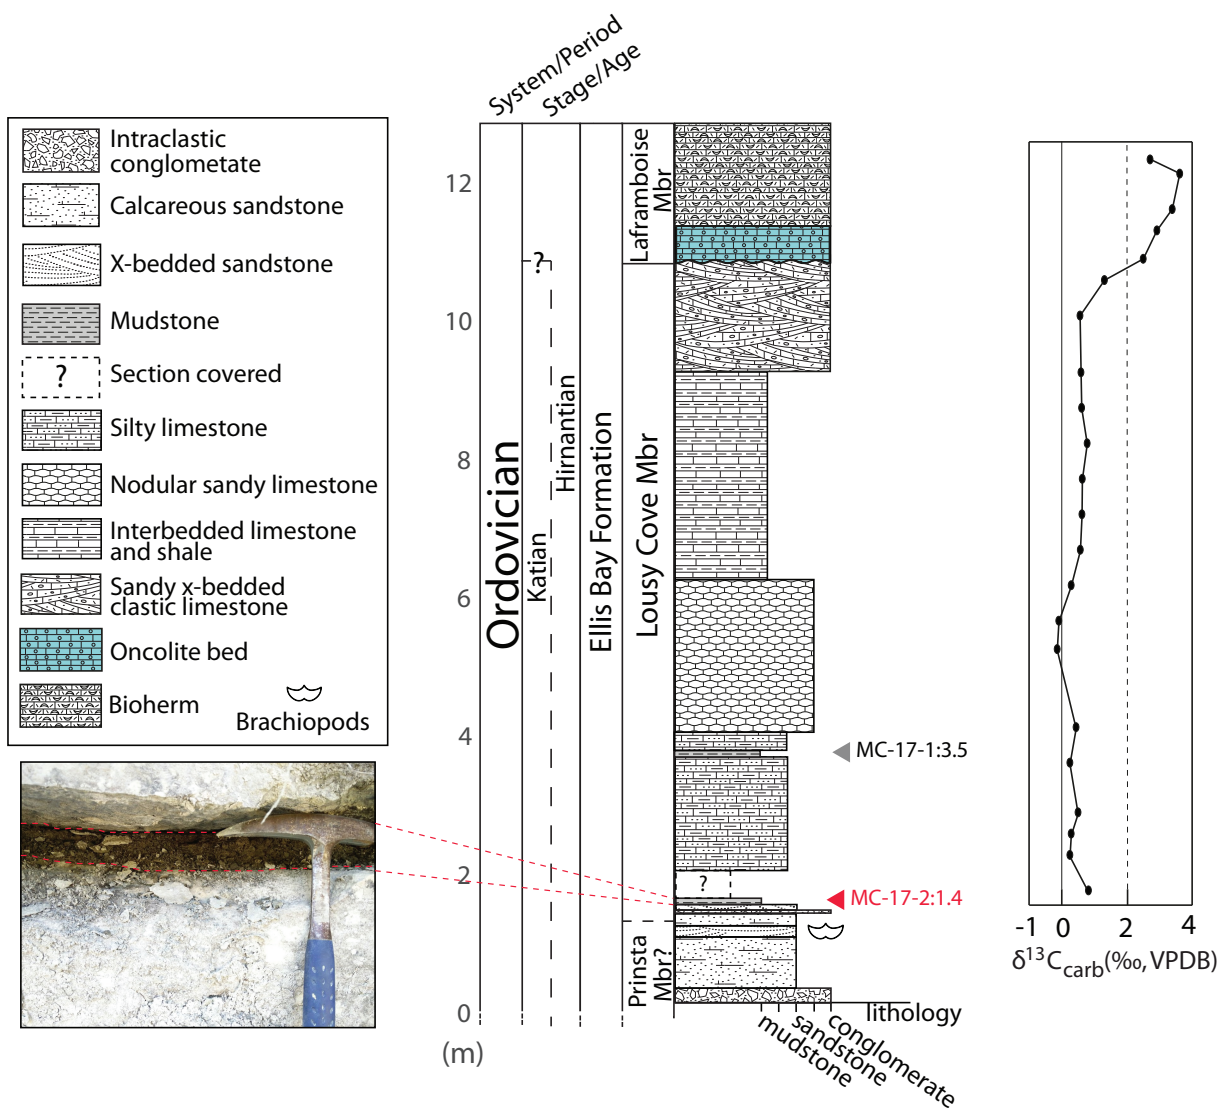 System/Period
Stage/Age
Intraclastic
conglometate
Calcareous sandstone
X-bedded sandstone
Mudstone
?
Section covered
Silty limestone
Nodular sandy limestone
Interbedded limestone
and shale
Sandy x-bedded
clastic limestone
Oncolite bed
Bioherm
Brachiopods
12
10
8
6
4
2
0
(m)
Ordovician
Katian
?
Hirnantian
Ellis Bay Formation
Laframboise
Mbr
Lousy Cove Mbr
Prinsta
Mbr?
?
MC-17-1:3.5
MC-17-2:1.4
lithology
mudstone
sandstone
conglomerate
-1 0 2 4
δ¹³Ccarb(‰, VPDB)